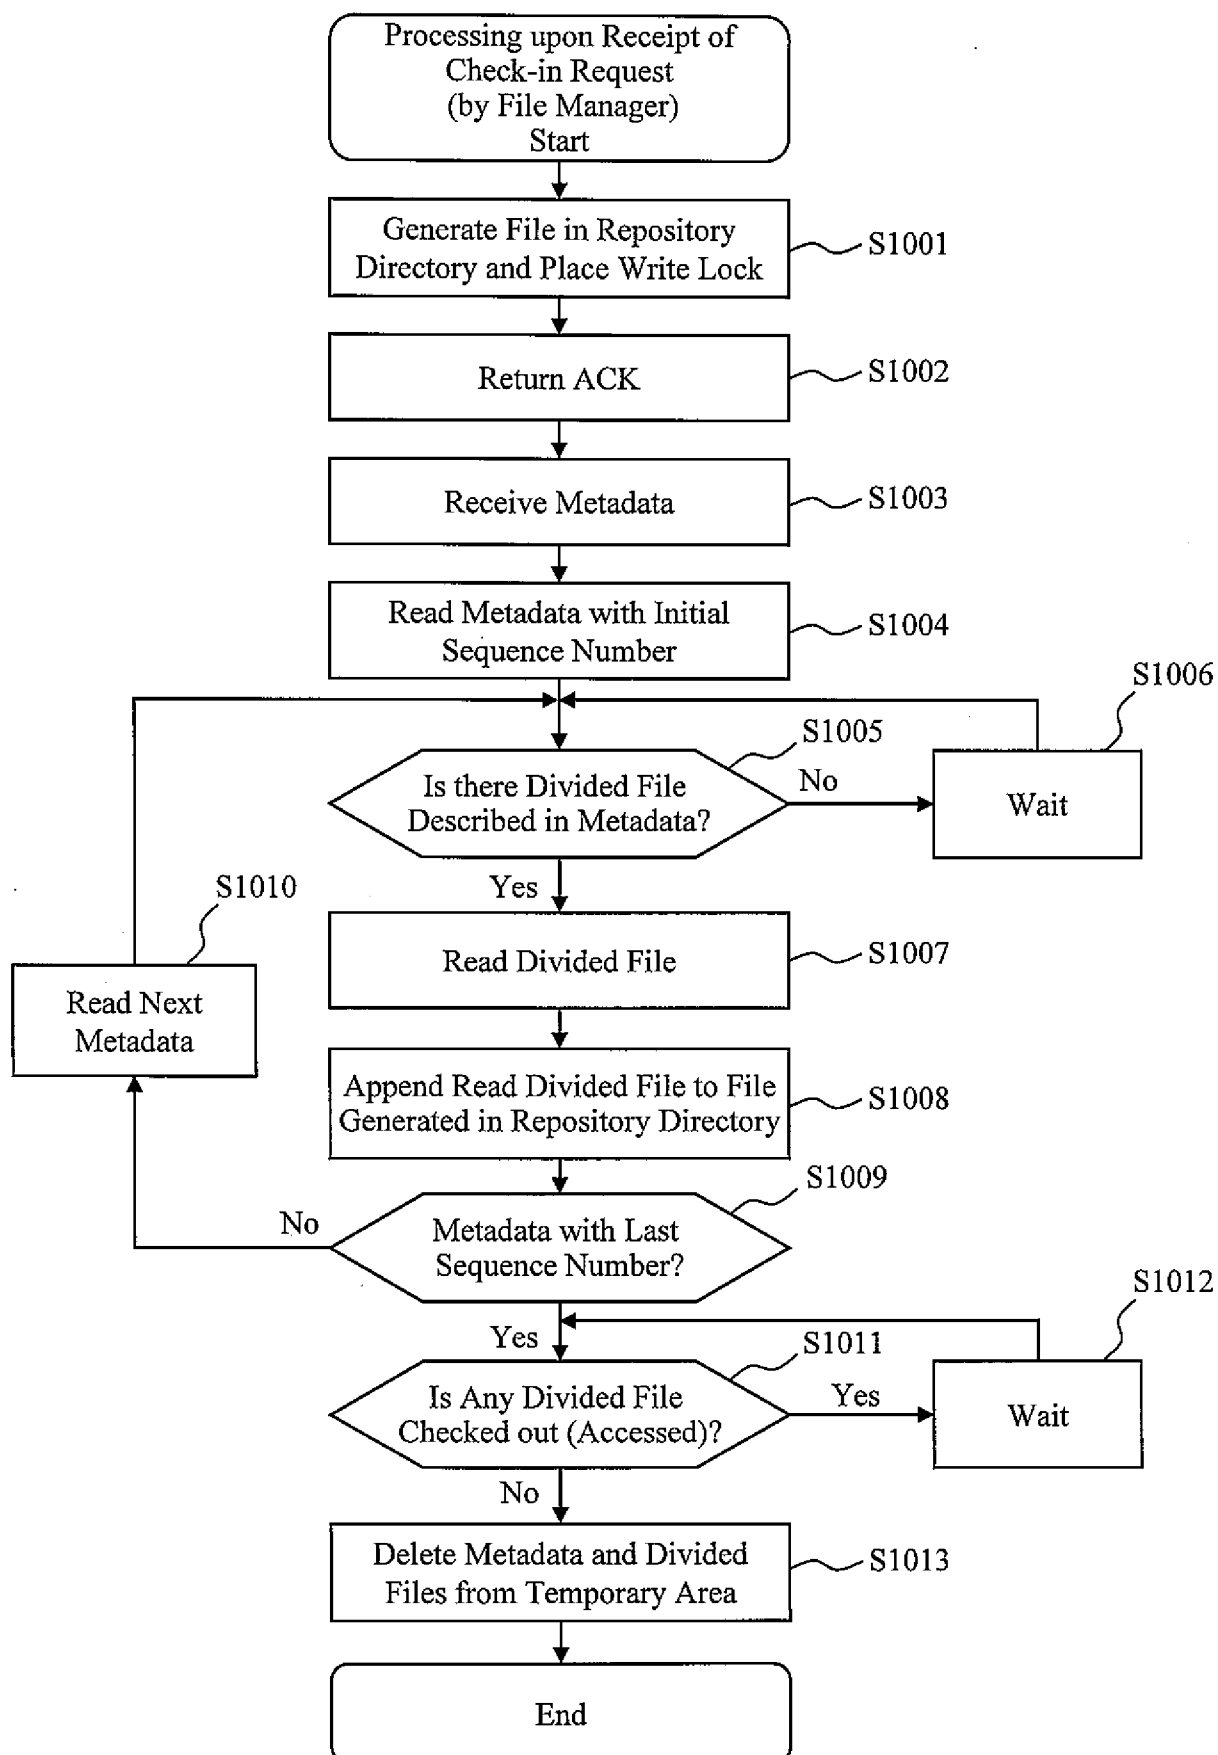 Processing upon Receipt of
Check-in Request
(by File Manager)
Start
Generate File in Repository
Directory and Place Write Lock
S1001
Return ACK
S1002
Receive Metadata
S1003
Read Metadata with Initial
Sequence Number
S1004
S1006
S1005
Is there Divided File
Described in Metadata?
No
Wait
Yes
S1010
Read Divided File
S1007
Read Next
Metadata
Append Read Divided File to File
Generated in Repository Directory
S1008
S1009
No
Metadata with Last
Sequence Number?
S1012
Yes
S1011
Is Any Divided File
Checked out (Accessed)?
Yes
Wait
No
Delete Metadata and Divided
Files from Temporary Area
S1013
End